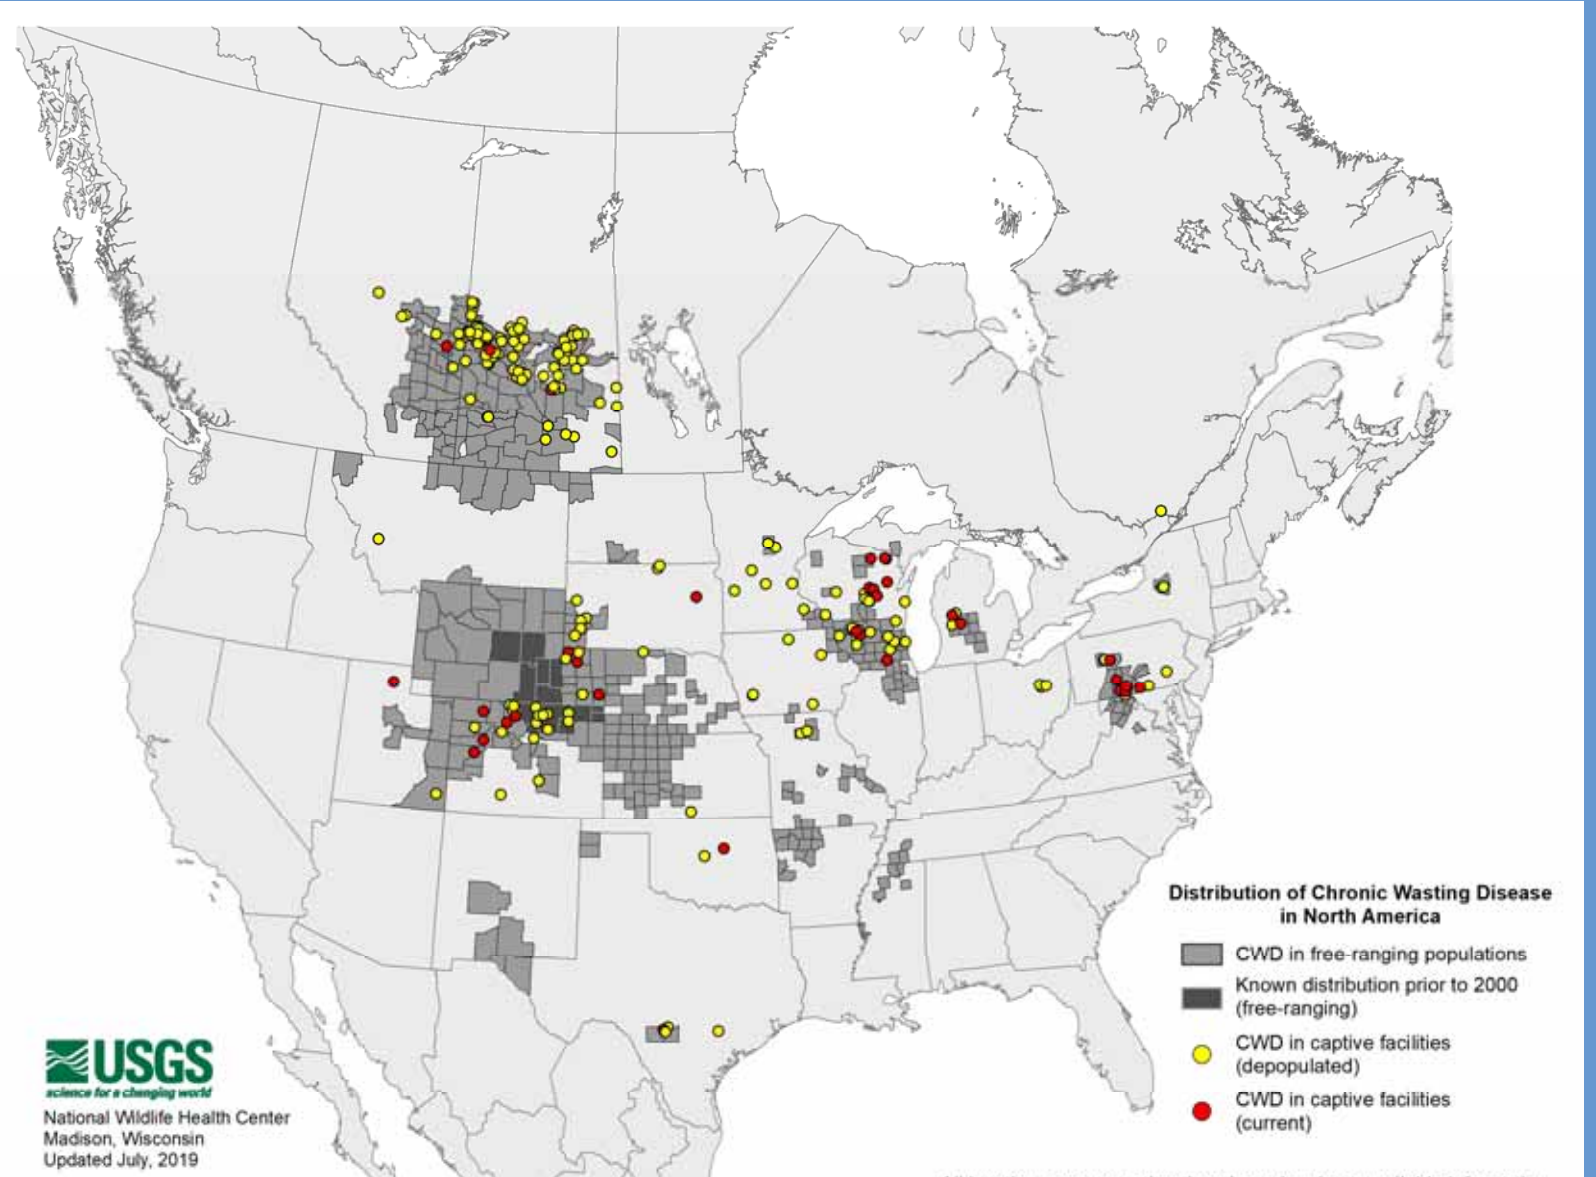 Distribution of Chronic Wasting Disease
in North America
CWD in free-ranging populations
Known distribution prior to 2000
(free-ranging)
CWD in captive facilities
(depopulated)
CWD in captive facilities
(current)
USGS
science for a changing world
National Wildlife Health Center
Madison, Wisconsin
Updated July, 2019